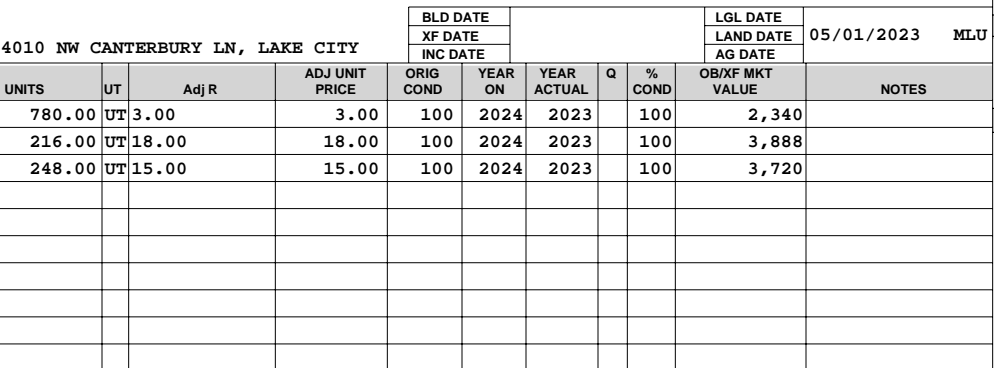 BLD DATE LGL DATE
XF DATE LAND DATE 05/01/2023 MLU
4010 NW CANTERBURY LN, LAKE CITY
INC DATE AG DATE
UNITS UT Adj R ADJ UNIT PRICE ORIG COND YEAR ON YEAR ACTUAL Q % COND OB/XF MKT VALUE NOTES
780.00 UT 3.00 3.00 100 2024 2023 100 2,340
216.00 UT 18.00 18.00 100 2024 2023 100 3,888
248.00 UT 15.00 15.00 100 2024 2023 100 3,720